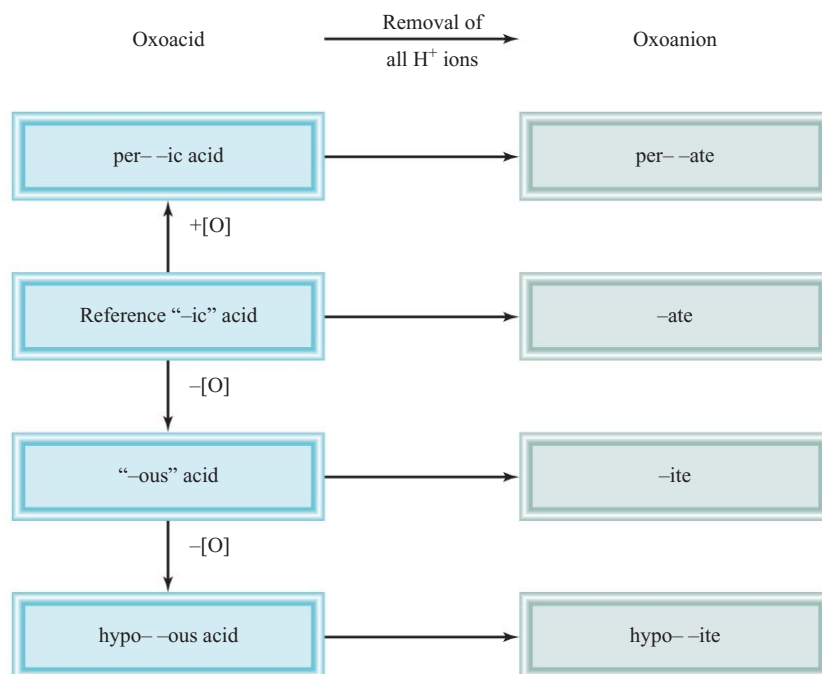 Oxoacid
Removal of
all H⁺ ions
Oxoanion
per– –ic acid
per– –ate
+[O]
Reference “–ic” acid
–ate
–[O]
“–ous” acid
–ite
–[O]
hypo– –ous acid
hypo– –ite